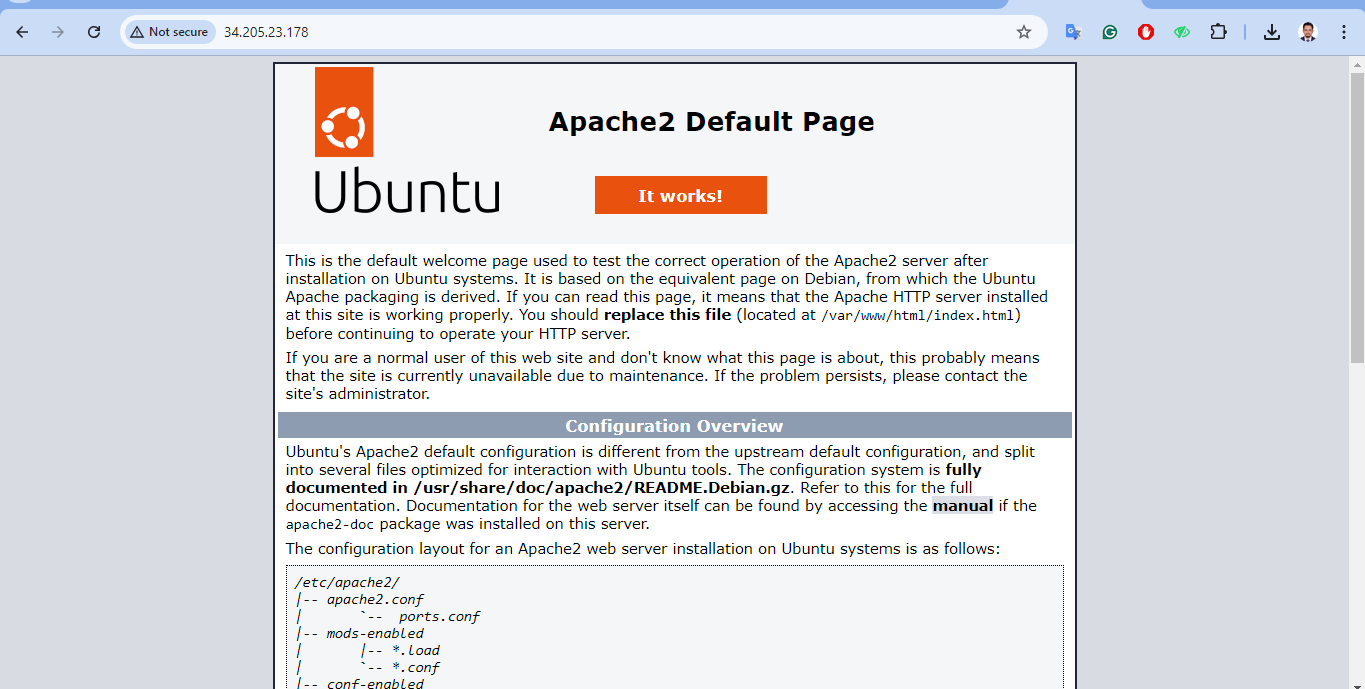 Not secure 34.205.23.178
Apache2 Default Page
Ubuntu
It works!
This is the default welcome page used to test the correct operation of the Apache2 server after
installation on Ubuntu systems. It is based on the equivalent page on Debian, from which the Ubuntu
Apache packaging is derived. If you can read this page, it means that the Apache HTTP server installed
at this site is working properly. You should replace this file (located at /var/www/html/index.html)
before continuing to operate your HTTP server.
If you are a normal user of this web site and don't know what this page is about, this probably means
that the site is currently unavailable due to maintenance. If the problem persists, please contact the
site's administrator.
Configuration Overview
Ubuntu's Apache2 default configuration is different from the upstream default configuration, and split
into several files optimized for interaction with Ubuntu tools. The configuration system is fully
documented in /usr/share/doc/apache2/README.Debian.gz. Refer to this for the full
documentation. Documentation for the web server itself can be found by accessing the manual if the
apache2-doc package was installed on this server.
The configuration layout for an Apache2 web server installation on Ubuntu systems is as follows:
/etc/apache2/
|-- apache2.conf
|       `--  ports.conf
|-- mods-enabled
|       |-- *.load
|       `-- *.conf
|-- conf-enabled